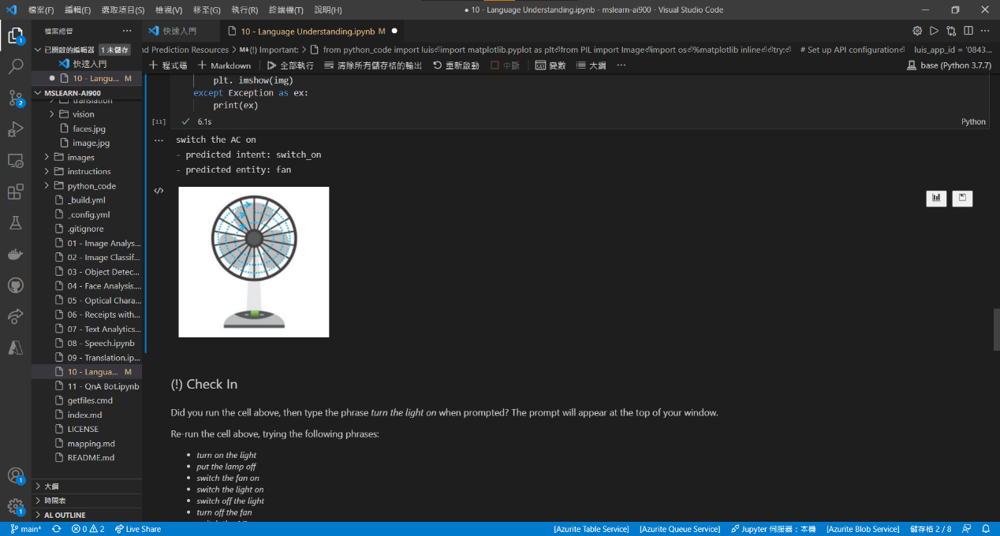 檔案(F) 編輯(E) 選取項目(S) 檢視(V) 移至(G) 執行(R) 終端機(T) 說明(H)
● 10 - Language Understanding.ipynb - mslearn-ai900 - Visual Studio Code
檔案總管 ...
快速入門
10 - Language Understanding.ipynb M ●
已開啟的編輯器 1 未儲存
快速入門
● 10 - Langu... M
MSLEARN-AI900
translation
vision
faces.jpg
image.jpg
images
instructions
python_code
_build.yml
_config.yml
.gitignore
01 - Image Analys...
02 - Image Classif...
03 - Object Detec...
04 - Face Analysis....
05 - Optical Chara...
06 - Receipts with...
07 - Text Analytics...
08 - Speech.ipynb
09 - Translation.ip...
10 - Langua... M
11 - QnA Bot.ipynb
getfiles.cmd
index.md
LICENSE
mapping.md
README.md
大綱
時間表
AL OUTLINE
nd Prediction Resources > M↓(!) Important: > from python_code import luis⏎import matplotlib.pyplot as plt⏎from PIL import Image⏎import os⏎%matplotlib inline⏎⏎try:⏎ # Set up API configuration⏎ luis_app_id = '0843...
+ 程式碼 + Markdown 全部執行 清除所有儲存格的輸出 重新啟動 中斷 變數 大綱 ...
base (Python 3.7.7)
plt. imshow(img)
except Exception as ex:
print(ex)
[11] ✓ 6.1s
Python
... switch the AC on
- predicted intent: switch_on
- predicted entity: fan
(!) Check In
Did you run the cell above, then type the phrase turn the light on when prompted? The prompt will appear at the top of your window.
Re-run the cell above, trying the following phrases:
• turn on the light
• put the lamp off
• switch the fan on
• switch the light on
• switch off the light
• turn off the fan
1
2
1
1
main* 0 2 Live Share
[Azurite Table Service] [Azurite Queue Service] Jupyter 伺服器：本機 [Azurite Blob Service] 儲存格 2 / 8